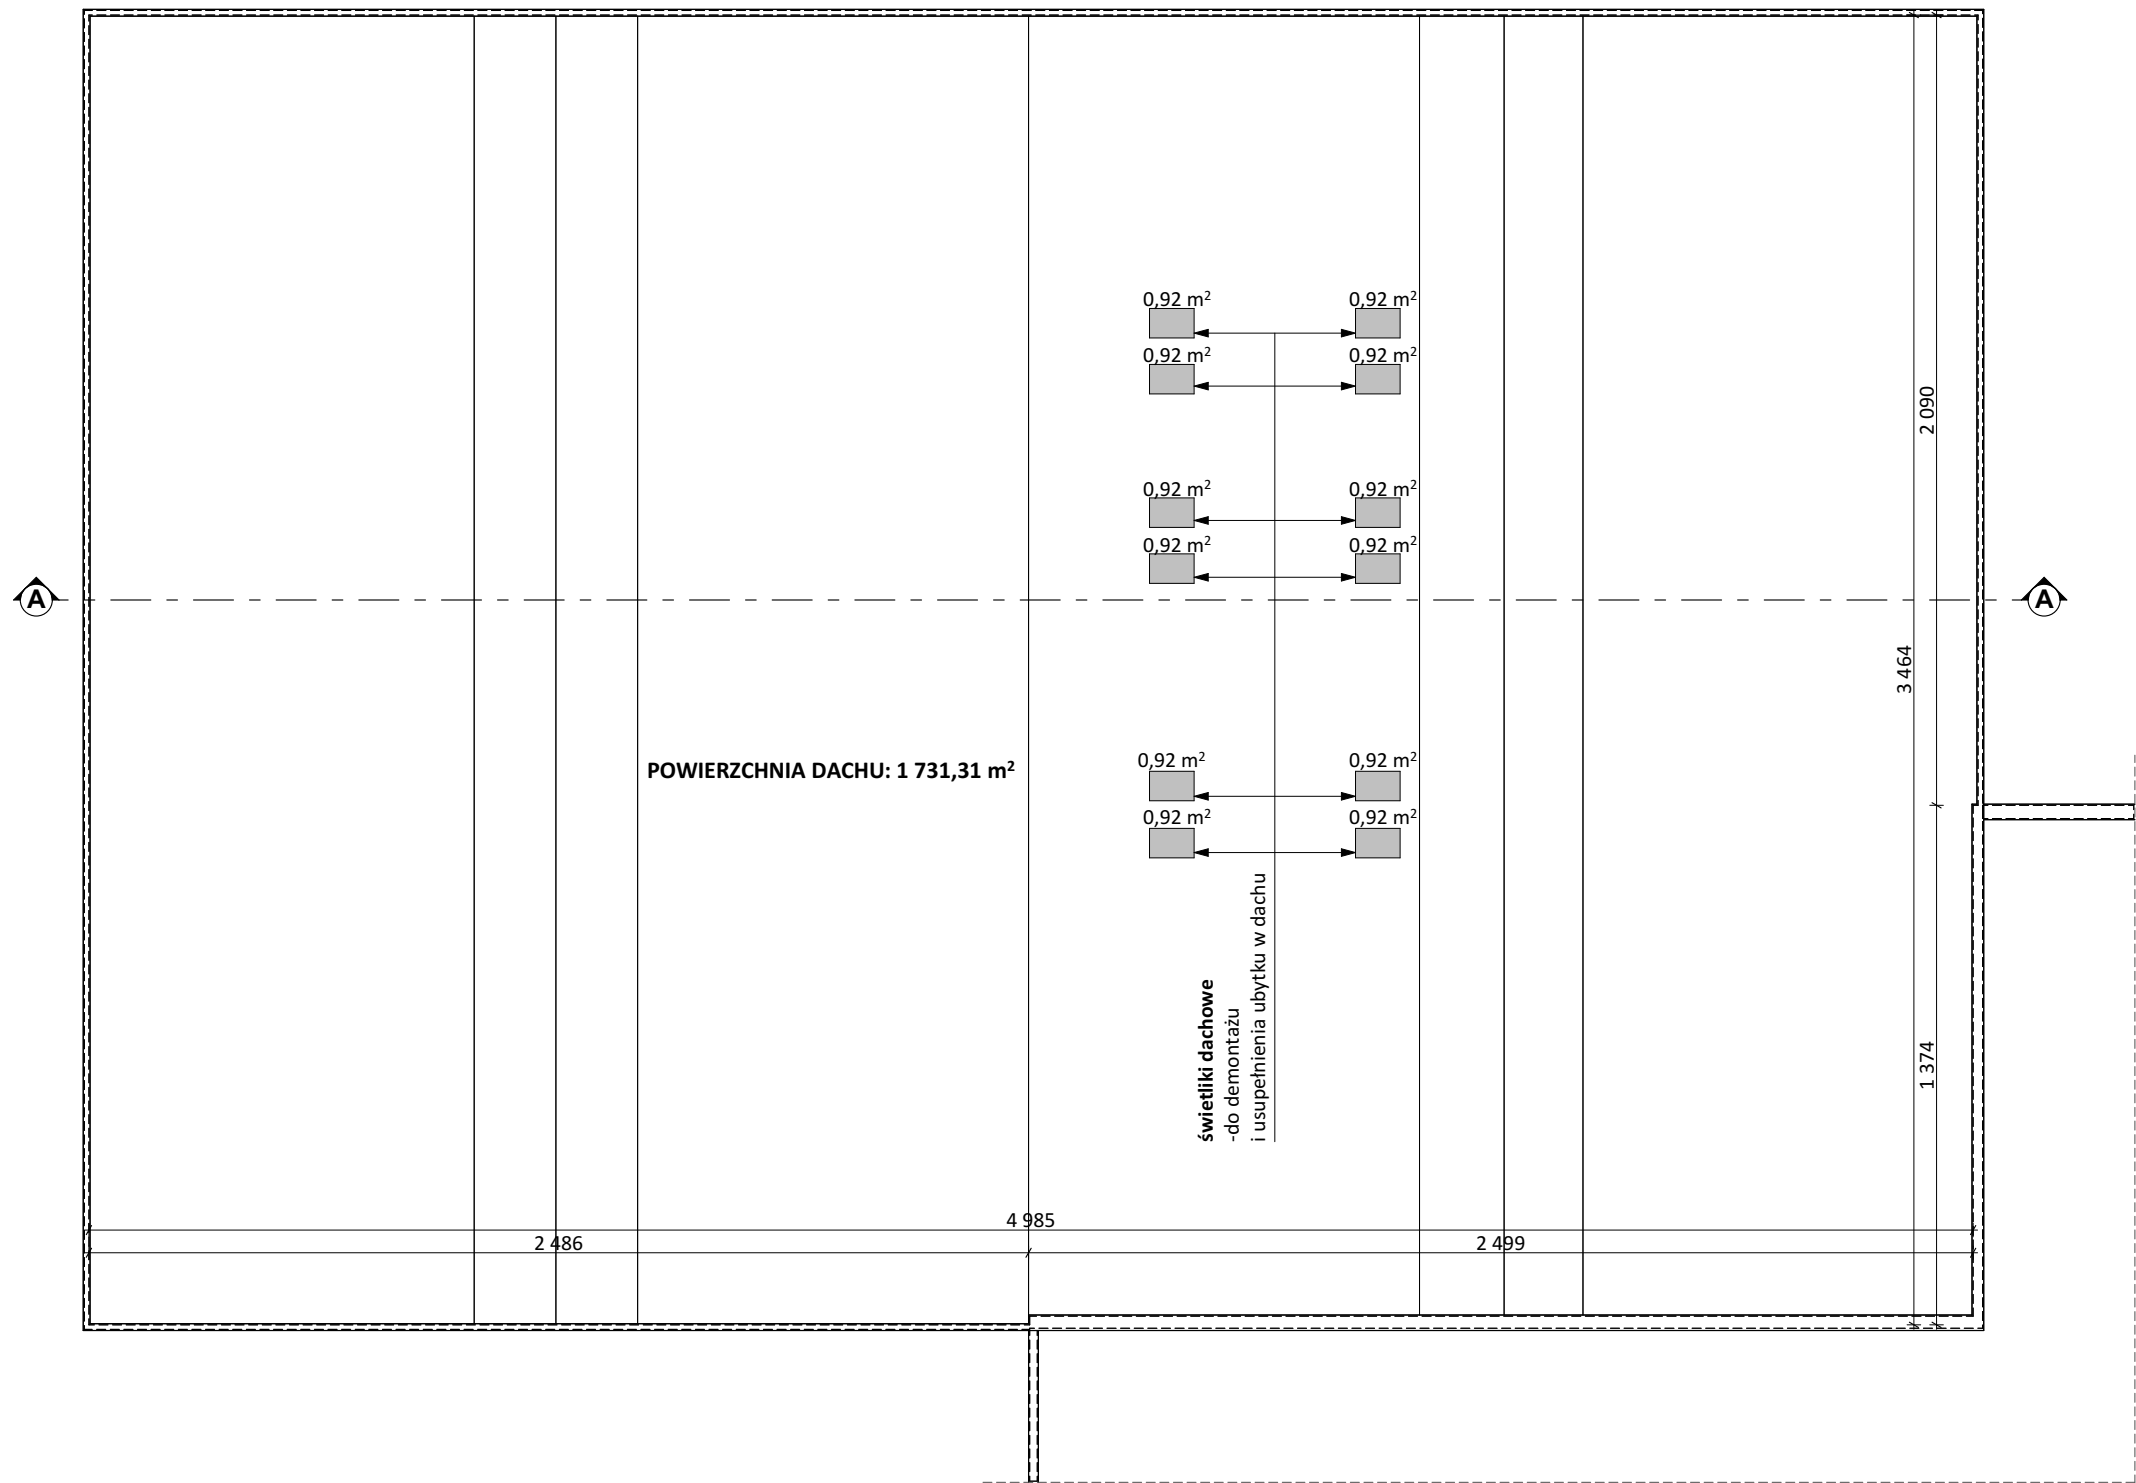 0,92 m²
0,92 m²
0,92 m²
0,92 m²
2 090
0,92 m²
0,92 m²
0,92 m²
0,92 m²
A
A
3 464
POWIERZCHNIA DACHU: 1 731,31 m²
0,92 m²
0,92 m²
0,92 m²
0,92 m²
świetliki dachowe
-do demontażu
i usupełnienia ubytku w dachu
1 374
4 985
2 486
2 499